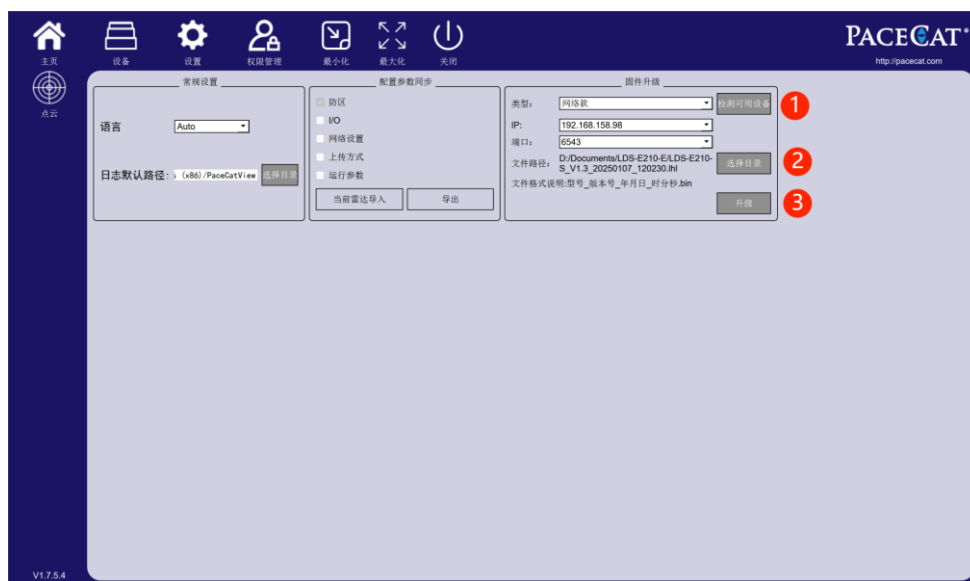 主页
设备
设置
权限管理
最小化
最大化
关闭
PACECAT®
http://pacecat.com
点云
常规设置
语言
Auto
日志默认路径:
(x86)/PaceCatView
选择目录
配置参数同步
防区
I/O
网络设置
上传方式
运行参数
当前雷达导入
导出
固件升级
类型:
网络款
检测可用设备
1
IP:
192.168.158.98
端口:
6543
文件路径:
D:/Documents/LDS-E210-E/LDS-E210-
S_V1.3_20250107_120230.lhl
选择目录
2
文件格式说明:型号_版本号_年月日_时分秒.bin
升级
3
V1.7.5.4